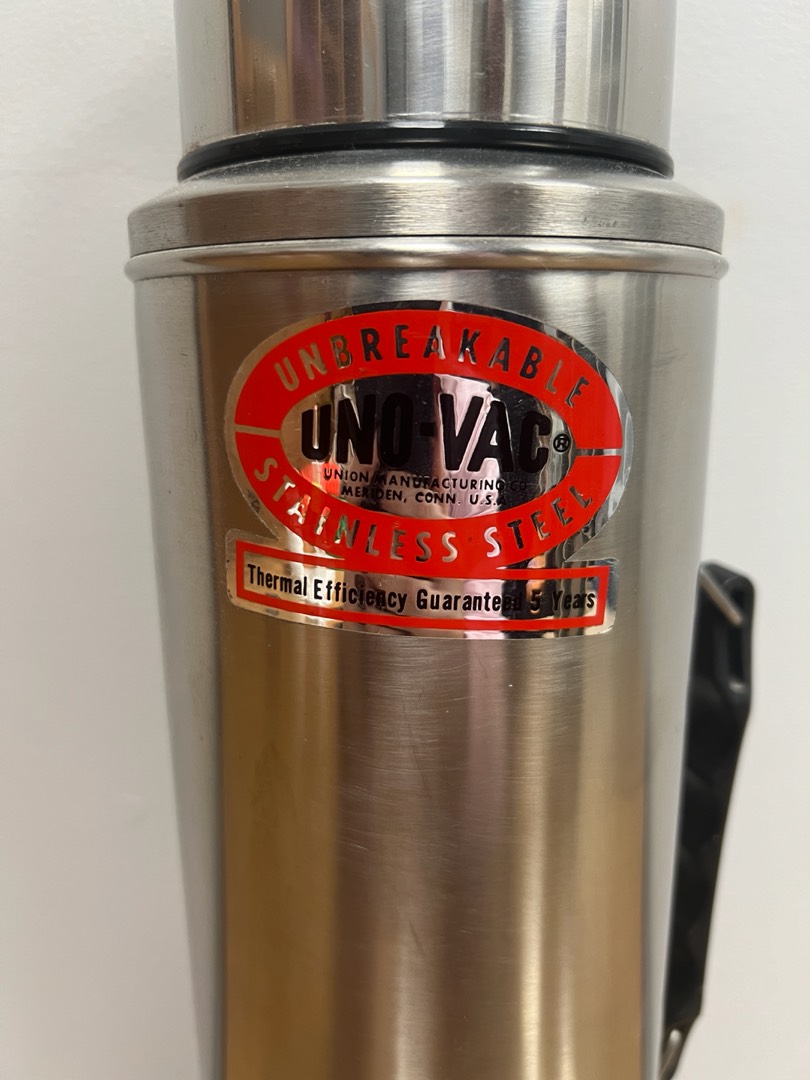 UNBREAKABLE
UNO-VAC®
UNION MANUFACTURING CO.
MERIDEN, CONN. U.S.A.
STAINLESS STEEL
Thermal Efficiency Guaranteed 5 Years